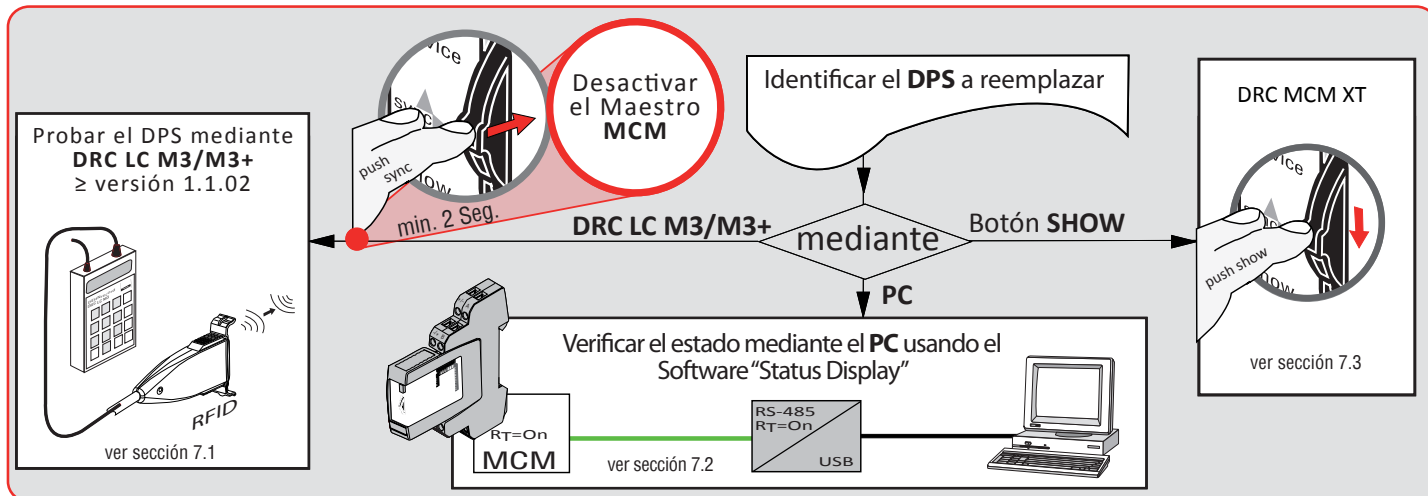 Probar el DPS mediante
DRC LC M3/M3+
≥ versión 1.1.02
RFID
ver sección 7.1
push
sync
min. 2 Seg.
Desactivar
el Maestro
MCM
Identificar el DPS a reemplazar
DRC LC M3/M3+
mediante
Botón SHOW
PC
Verificar el estado mediante el PC usando el
Software "Status Display"
RT=On
MCM
ver sección 7.2
RS-485
RT=On
USB
DRC MCM XT
push show
ver sección 7.3